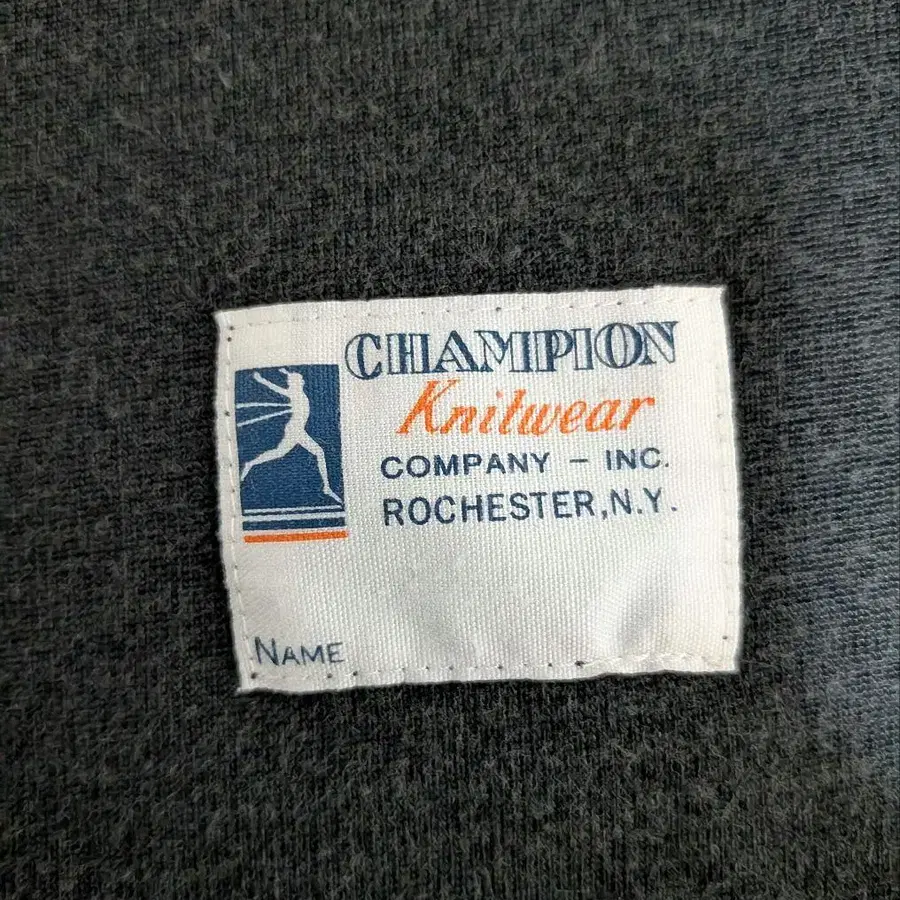 CHAMPION
Knitwear
COMPANY – INC.
ROCHESTER, N.Y.
NAME